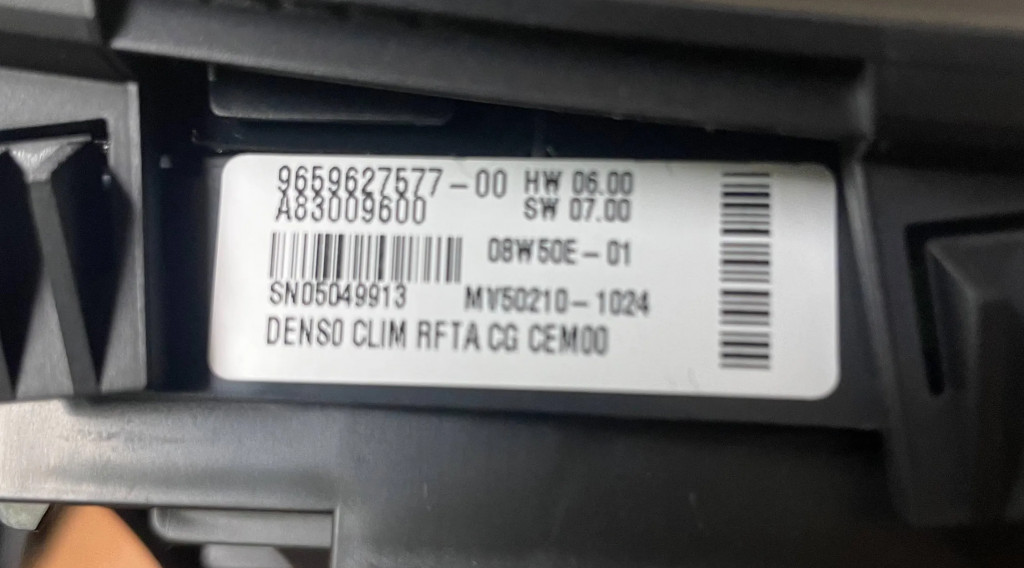 9659627577-00 HW 06.00
A83009600 SW 07.00
08W50E-01
SN05049913 MV50210-1024
DENSO CLIM RFTA CG CEM00